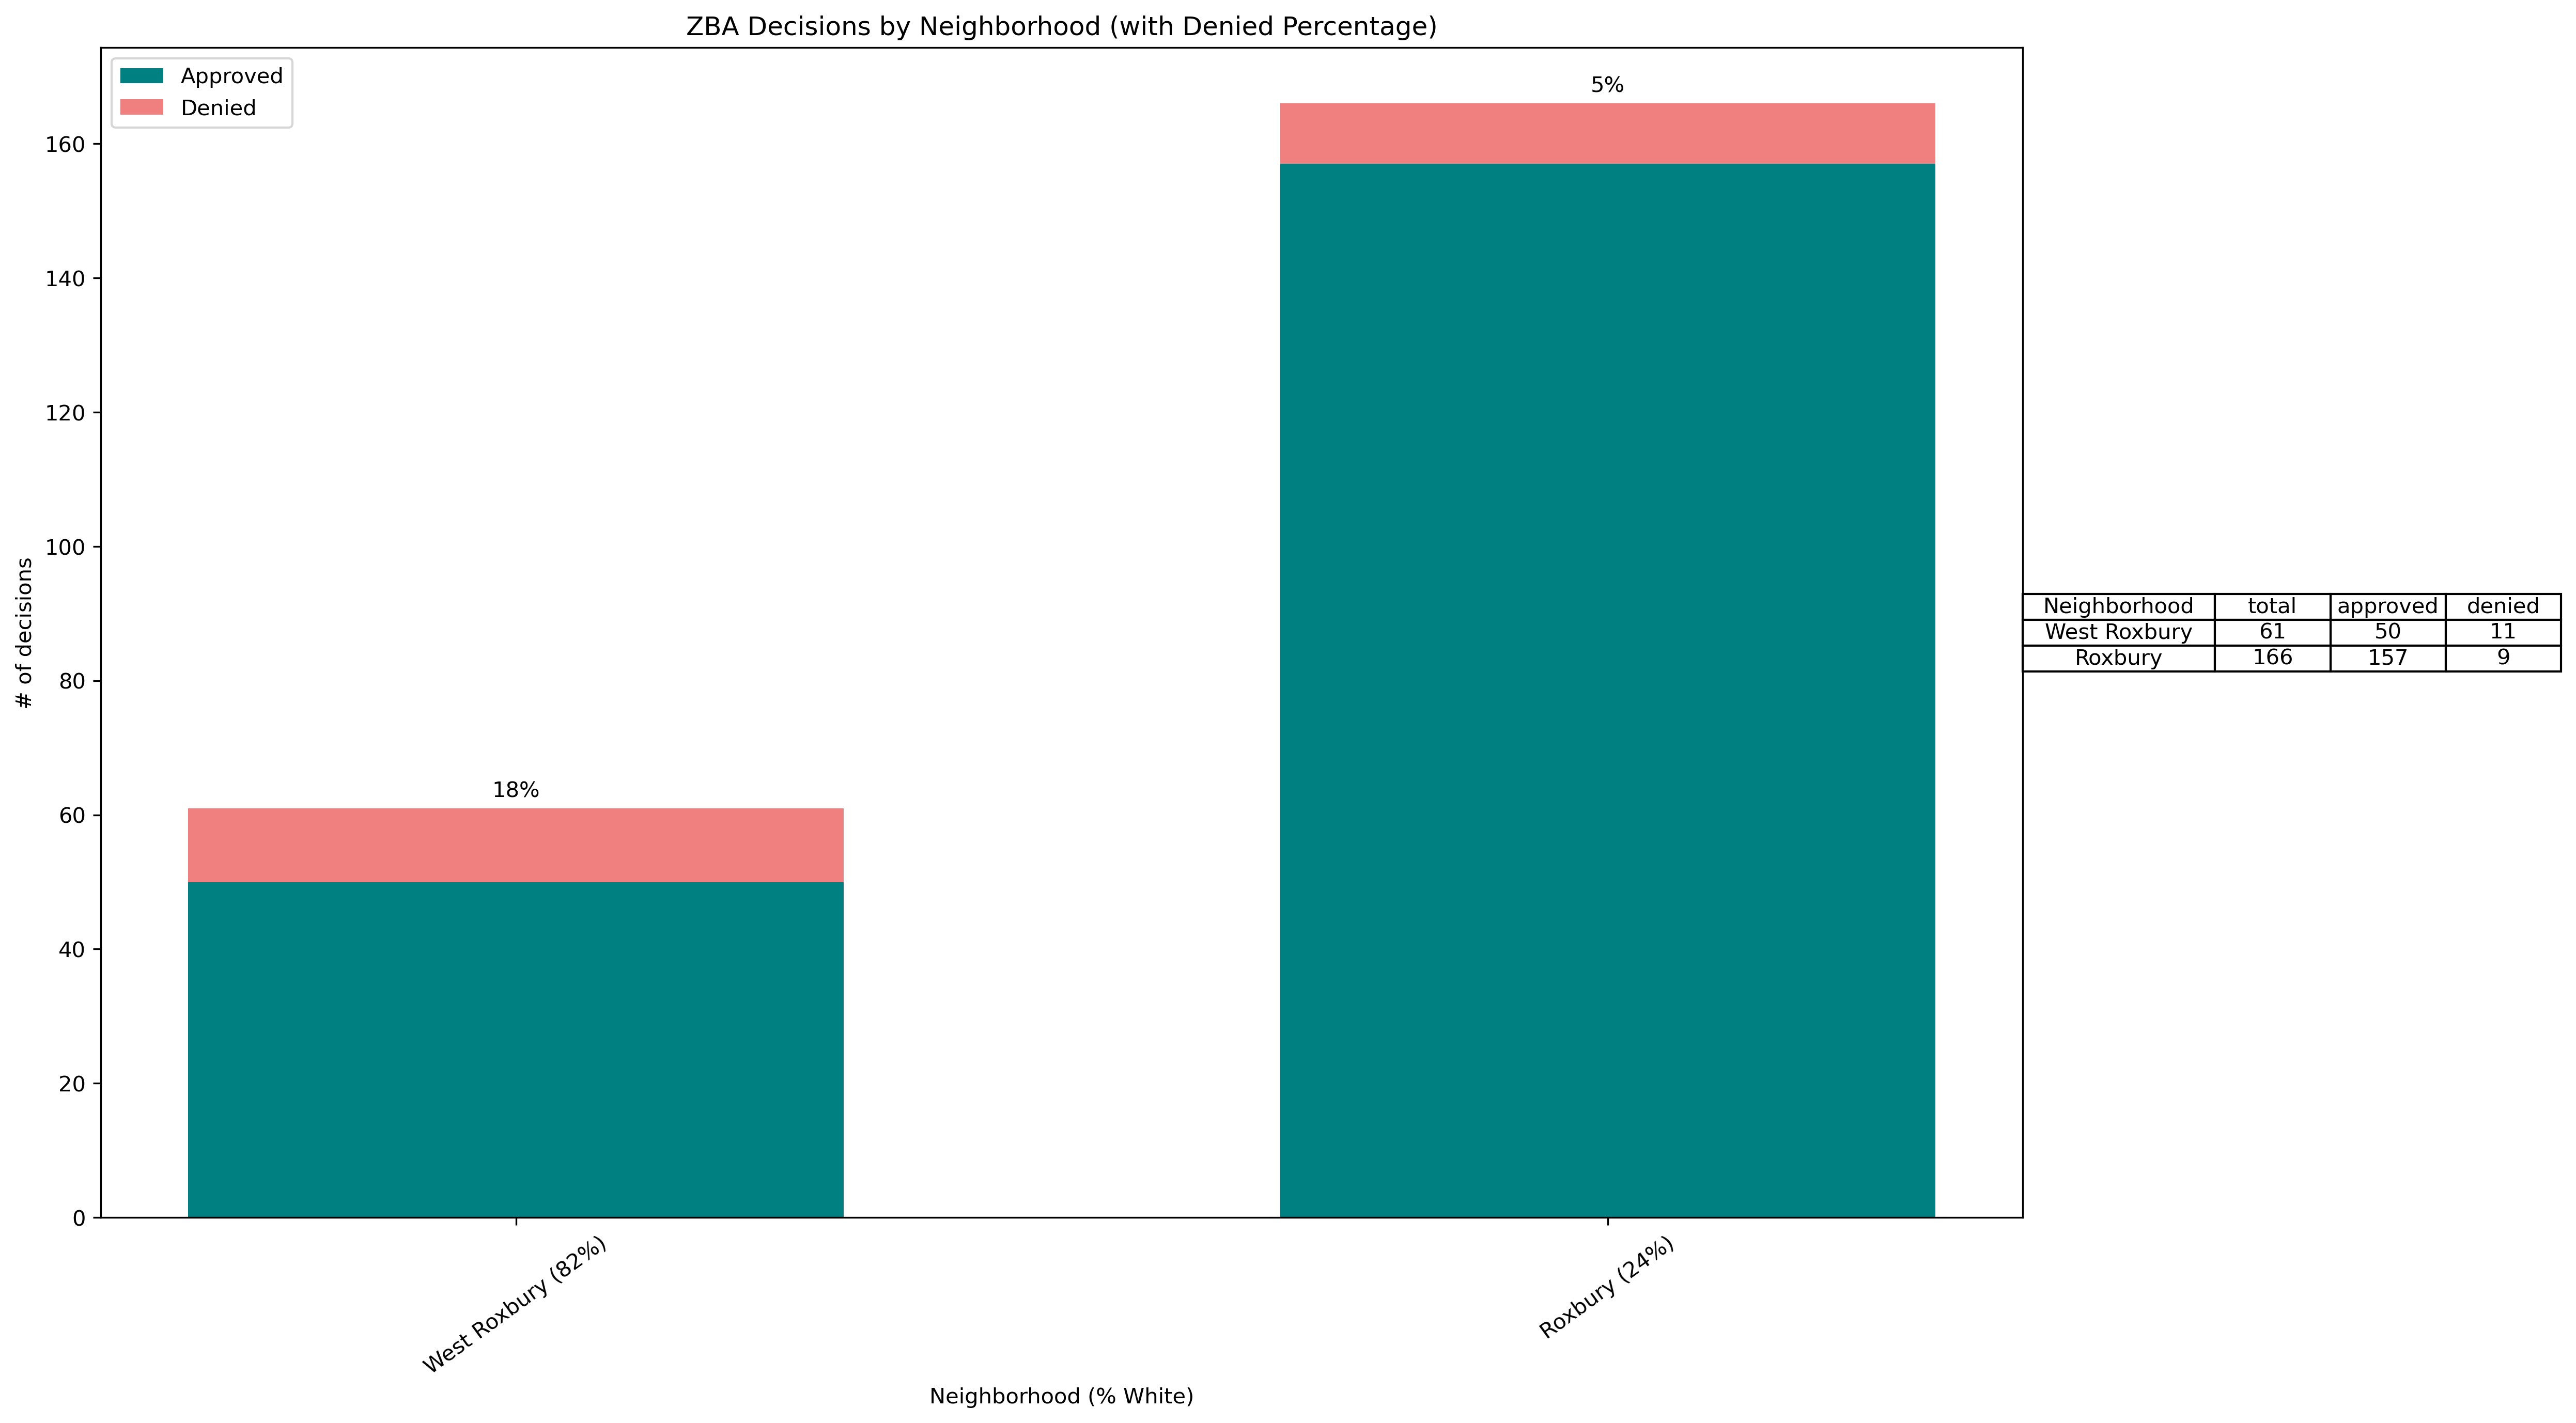 ZBA Decisions by Neighborhood (with Denied Percentage)
Approved
Denied
# of decisions
160
140
120
100
80
60
40
20
0
18%
5%
West Roxbury (82%)
Roxbury (24%)
Neighborhood (% White)
Neighborhood total approved denied
West Roxbury 61 50 11
Roxbury 166 157 9